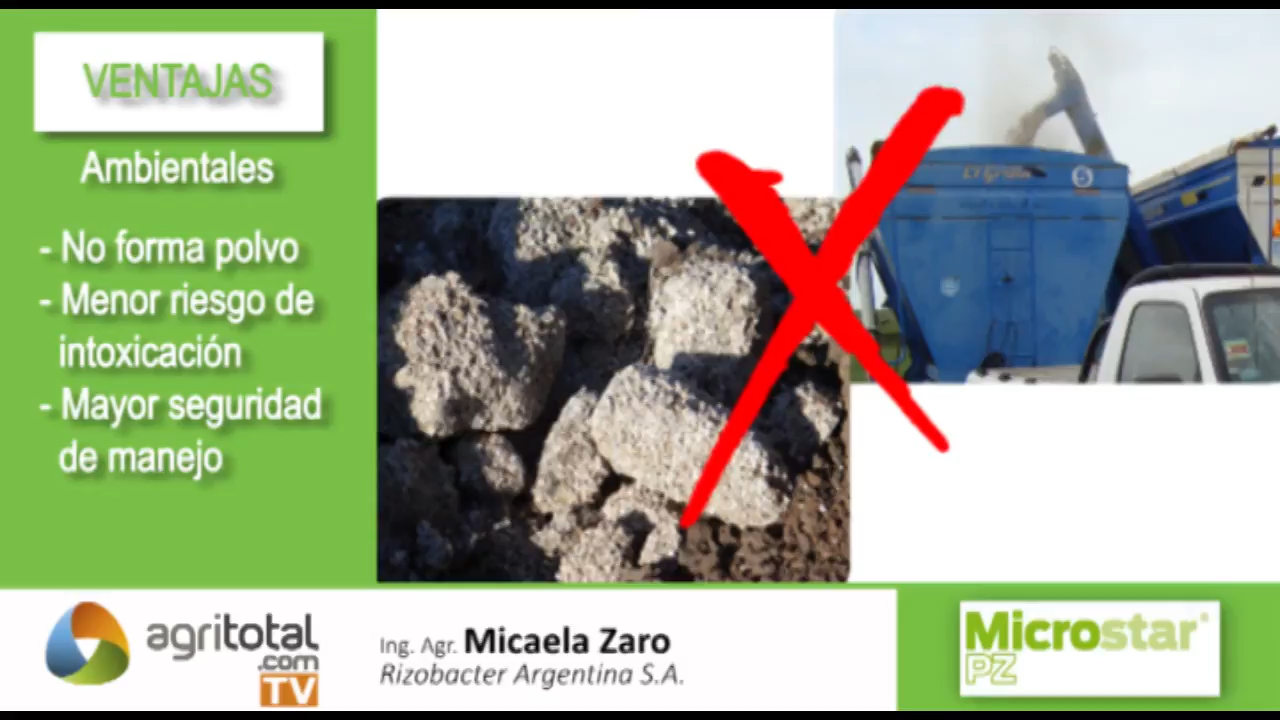 VENTAJAS
Ambientales
- No forma polvo
- Menor riesgo de
intoxicación
- Mayor seguridad
de manejo
agritotal
.com
TV
Ing. Agr. Micaela Zaro
Rizobacter Argentina S.A.
Microstar®
PZ